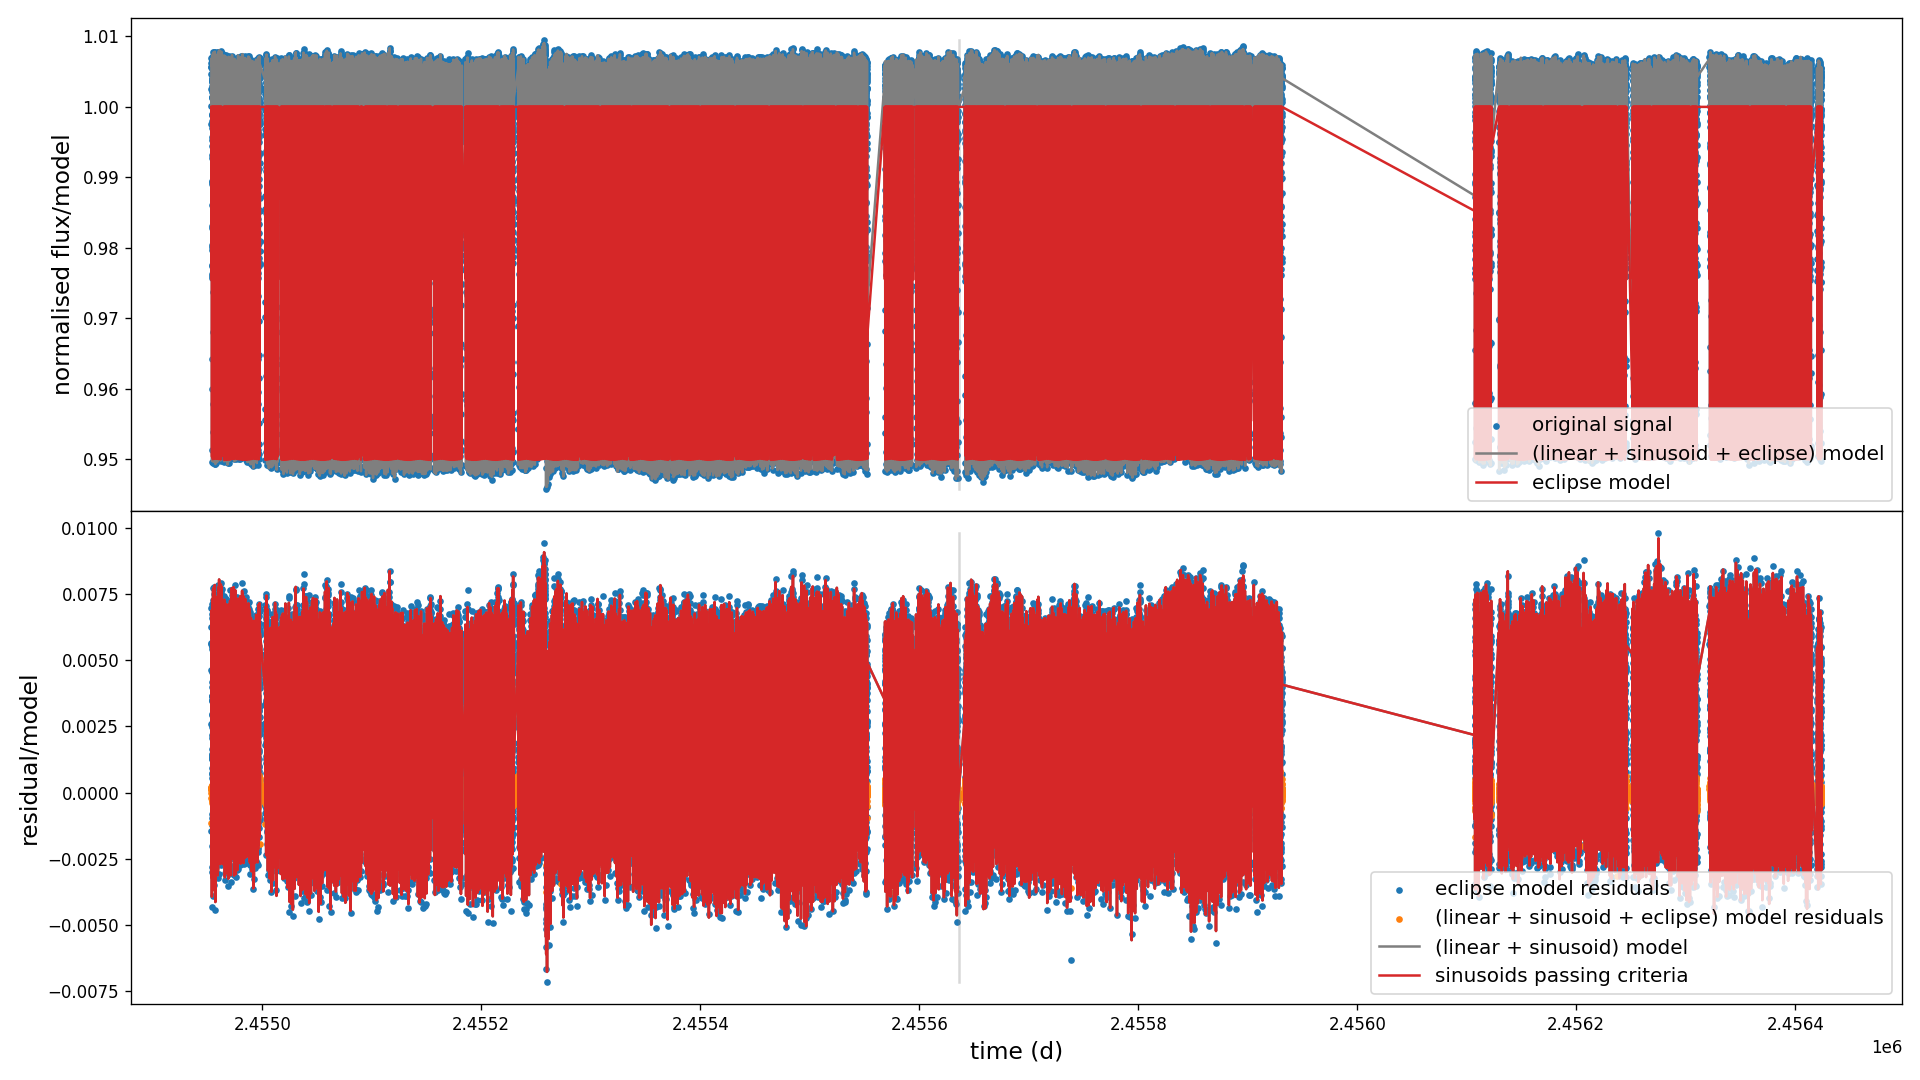 1.01
1.00
0.99
0.98
0.97
0.96
0.95
normalised flux/model
original signal
(linear + sinusoid + eclipse) model
eclipse model
0.0100
0.0075
0.0050
0.0025
0.0000
−0.0025
−0.0050
−0.0075
residual/model
eclipse model residuals
(linear + sinusoid + eclipse) model residuals
(linear + sinusoid) model
sinusoids passing criteria
2.4550 2.4552 2.4554 2.4556 2.4558 2.4560 2.4562 2.4564
1e6
time (d)